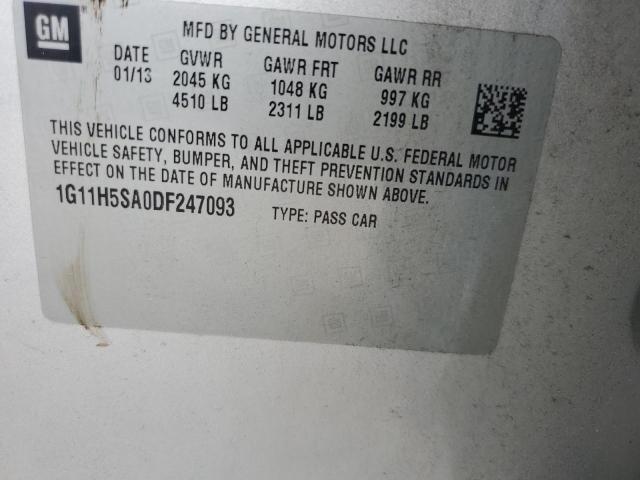 GM
MFD BY GENERAL MOTORS LLC
DATE GVWR GAWR FRT GAWR RR
01/13 2045 KG 1048 KG 997 KG
4510 LB 2311 LB 2199 LB
THIS VEHICLE CONFORMS TO ALL APPLICABLE U.S. FEDERAL MOTOR
VEHICLE SAFETY, BUMPER, AND THEFT PREVENTION STANDARDS IN
EFFECT ON THE DATE OF MANUFACTURE SHOWN ABOVE.
1G11H5SA0DF247093 TYPE: PASS CAR